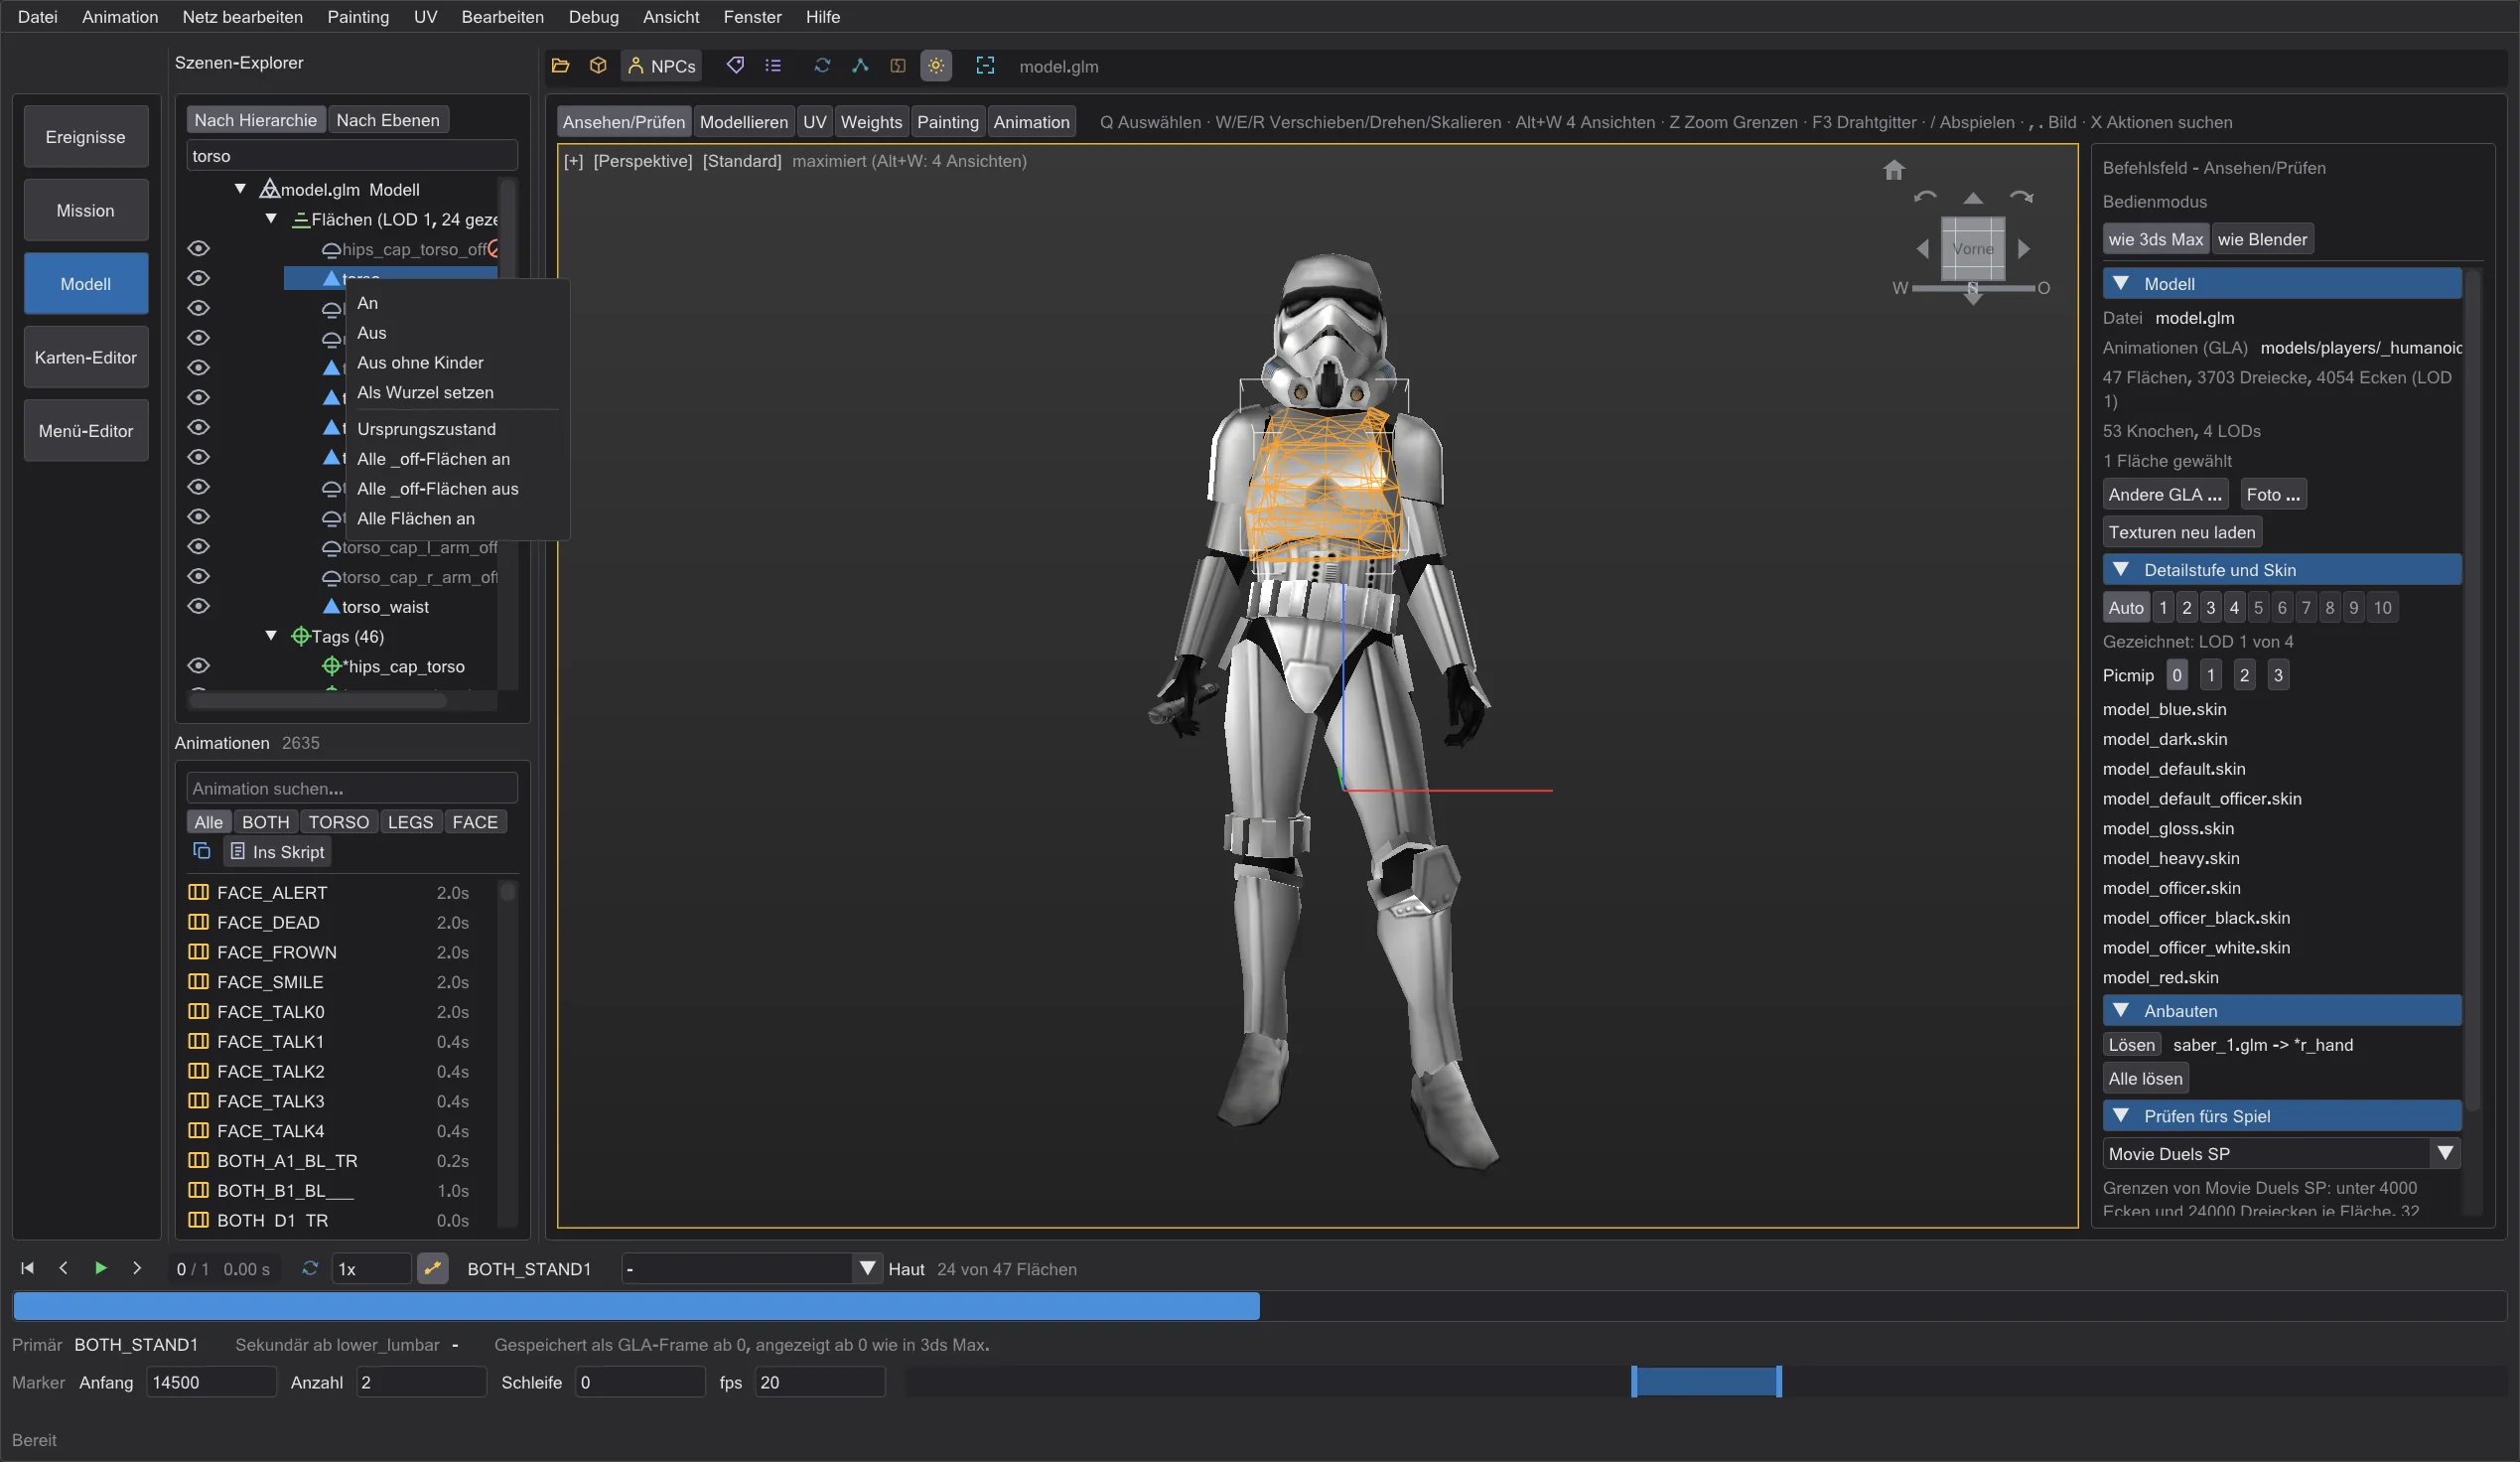 Datei Animation Netz bearbeiten Painting UV Bearbeiten Debug Ansicht Fenster Hilfe
Szenen-Explorer
NPCs
model.glm
Ereignisse
Mission
Modell
Karten-Editor
Menü-Editor
Nach Hierarchie Nach Ebenen
torso
model.glm Modell
Flächen (LOD 1, 24 geze
hips_cap_torso_off
torso
An
Aus
Aus ohne Kinder
Als Wurzel setzen
Ursprungszustand
Alle _off-Flächen an
Alle _off-Flächen aus
Alle Flächen an
torso_cap_l_arm_off
torso_cap_r_arm_off
torso_waist
Tags (46)
*hips_cap_torso
Animationen 2635
Animation suchen...
Alle BOTH TORSO LEGS FACE
Ins Skript
FACE_ALERT 2.0s
FACE_DEAD 2.0s
FACE_FROWN 2.0s
FACE_SMILE 2.0s
FACE_TALK0 2.0s
FACE_TALK1 0.4s
FACE_TALK2 0.4s
FACE_TALK3 0.4s
FACE_TALK4 0.4s
BOTH_A1_BL_TR 0.2s
BOTH_B1_BL___ 1.0s
BOTH_D1_TR 0.0s
Ansehen/Prüfen Modellieren UV Weights Painting Animation Q Auswählen · W/E/R Verschieben/Drehen/Skalieren · Alt+W 4 Ansichten · Z Zoom Grenzen · F3 Drahtgitter · / Abspielen · , . Bild · X Aktionen suchen
[+] [Perspektive] [Standard] maximiert (Alt+W: 4 Ansichten)
Vorne
W S O
Befehlsfeld - Ansehen/Prüfen
Bedienmodus
wie 3ds Max wie Blender
Modell
Datei model.glm
Animationen (GLA) models/players/_humanoid
47 Flächen, 3703 Dreiecke, 4054 Ecken (LOD
1)
53 Knochen, 4 LODs
1 Fläche gewählt
Andere GLA ... Foto ...
Texturen neu laden
Detailstufe und Skin
Auto 1 2 3 4 5 6 7 8 9 10
Gezeichnet: LOD 1 von 4
Picmip 0 1 2 3
model_blue.skin
model_dark.skin
model_default.skin
model_default_officer.skin
model_gloss.skin
model_heavy.skin
model_officer.skin
model_officer_black.skin
model_officer_white.skin
model_red.skin
Anbauten
Lösen saber_1.glm -> *r_hand
Alle lösen
Prüfen fürs Spiel
Movie Duels SP
Grenzen von Movie Duels SP: unter 4000
Ecken und 24000 Dreiecken je Fläche, 32
0 / 1 0.00 s 1x BOTH_STAND1 - Haut 24 von 47 Flächen
Primär BOTH_STAND1 Sekundär ab lower_lumbar - Gespeichert als GLA-Frame ab 0, angezeigt ab 0 wie in 3ds Max.
Marker Anfang 14500 Anzahl 2 Schleife 0 fps 20
Bereit